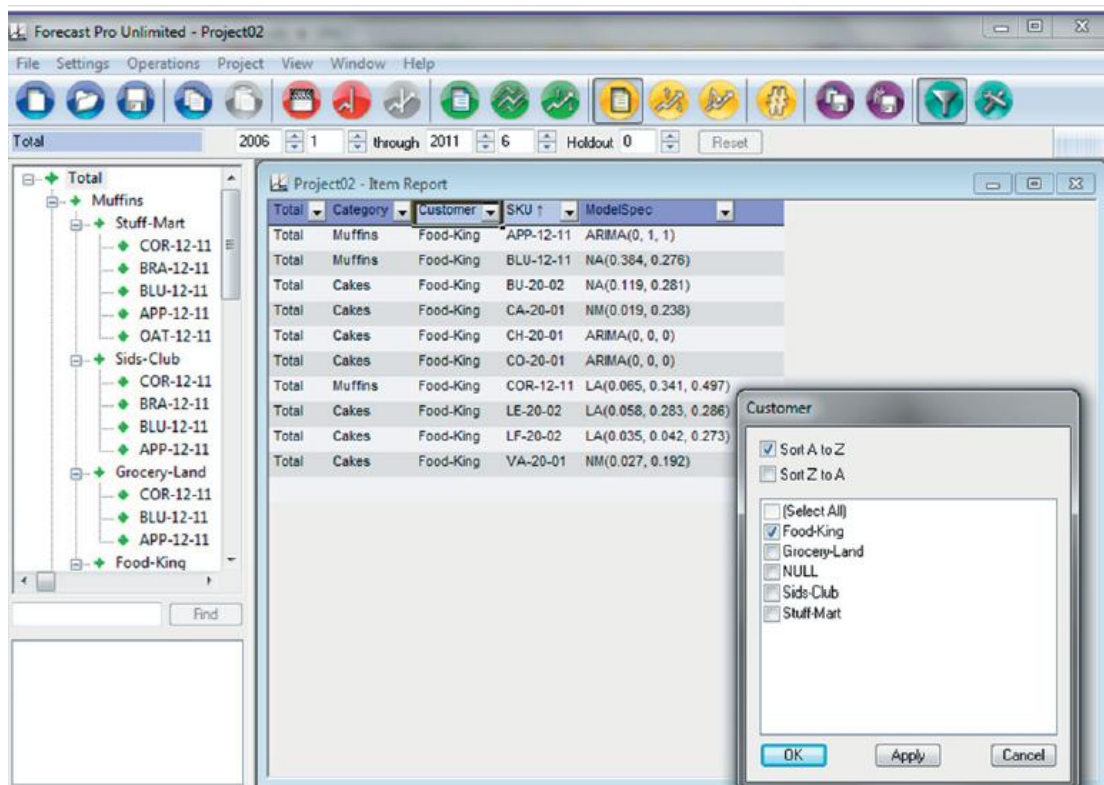 Forecast Pro Unlimited - Project02
File Settings Operations Project View Window Help
Total 2006 1 through 2011 6 Holdout 0 Reset
Total
Muffins
Stuff-Mart
COR-12-11
BRA-12-11
BLU-12-11
APP-12-11
OAT-12-11
Sids-Club
COR-12-11
BRA-12-11
BLU-12-11
APP-12-11
Grocery-Land
COR-12-11
BLU-12-11
APP-12-11
Food-King
Find
Project02 - Item Report
Total Category Customer SKU ↑ ModelSpec
Total Muffins Food-King APP-12-11 ARIMA(0, 1, 1)
Total Muffins Food-King BLU-12-11 NA(0.384, 0.276)
Total Cakes Food-King BU-20-02 NA(0.119, 0.281)
Total Cakes Food-King CA-20-01 NM(0.019, 0.238)
Total Cakes Food-King CH-20-01 ARIMA(0, 0, 0)
Total Cakes Food-King CO-20-01 ARIMA(0, 0, 0)
Total Muffins Food-King COR-12-11 LA(0.065, 0.341, 0.497)
Total Cakes Food-King LE-20-02 LA(0.058, 0.283, 0.286)
Total Cakes Food-King LF-20-02 LA(0.035, 0.042, 0.273)
Total Cakes Food-King VA-20-01 NM(0.027, 0.192)
Customer
Sort A to Z
Sort Z to A
(Select All)
Food-King
Grocery-Land
NULL
Sids-Club
Stuff-Mart
OK Apply Cancel